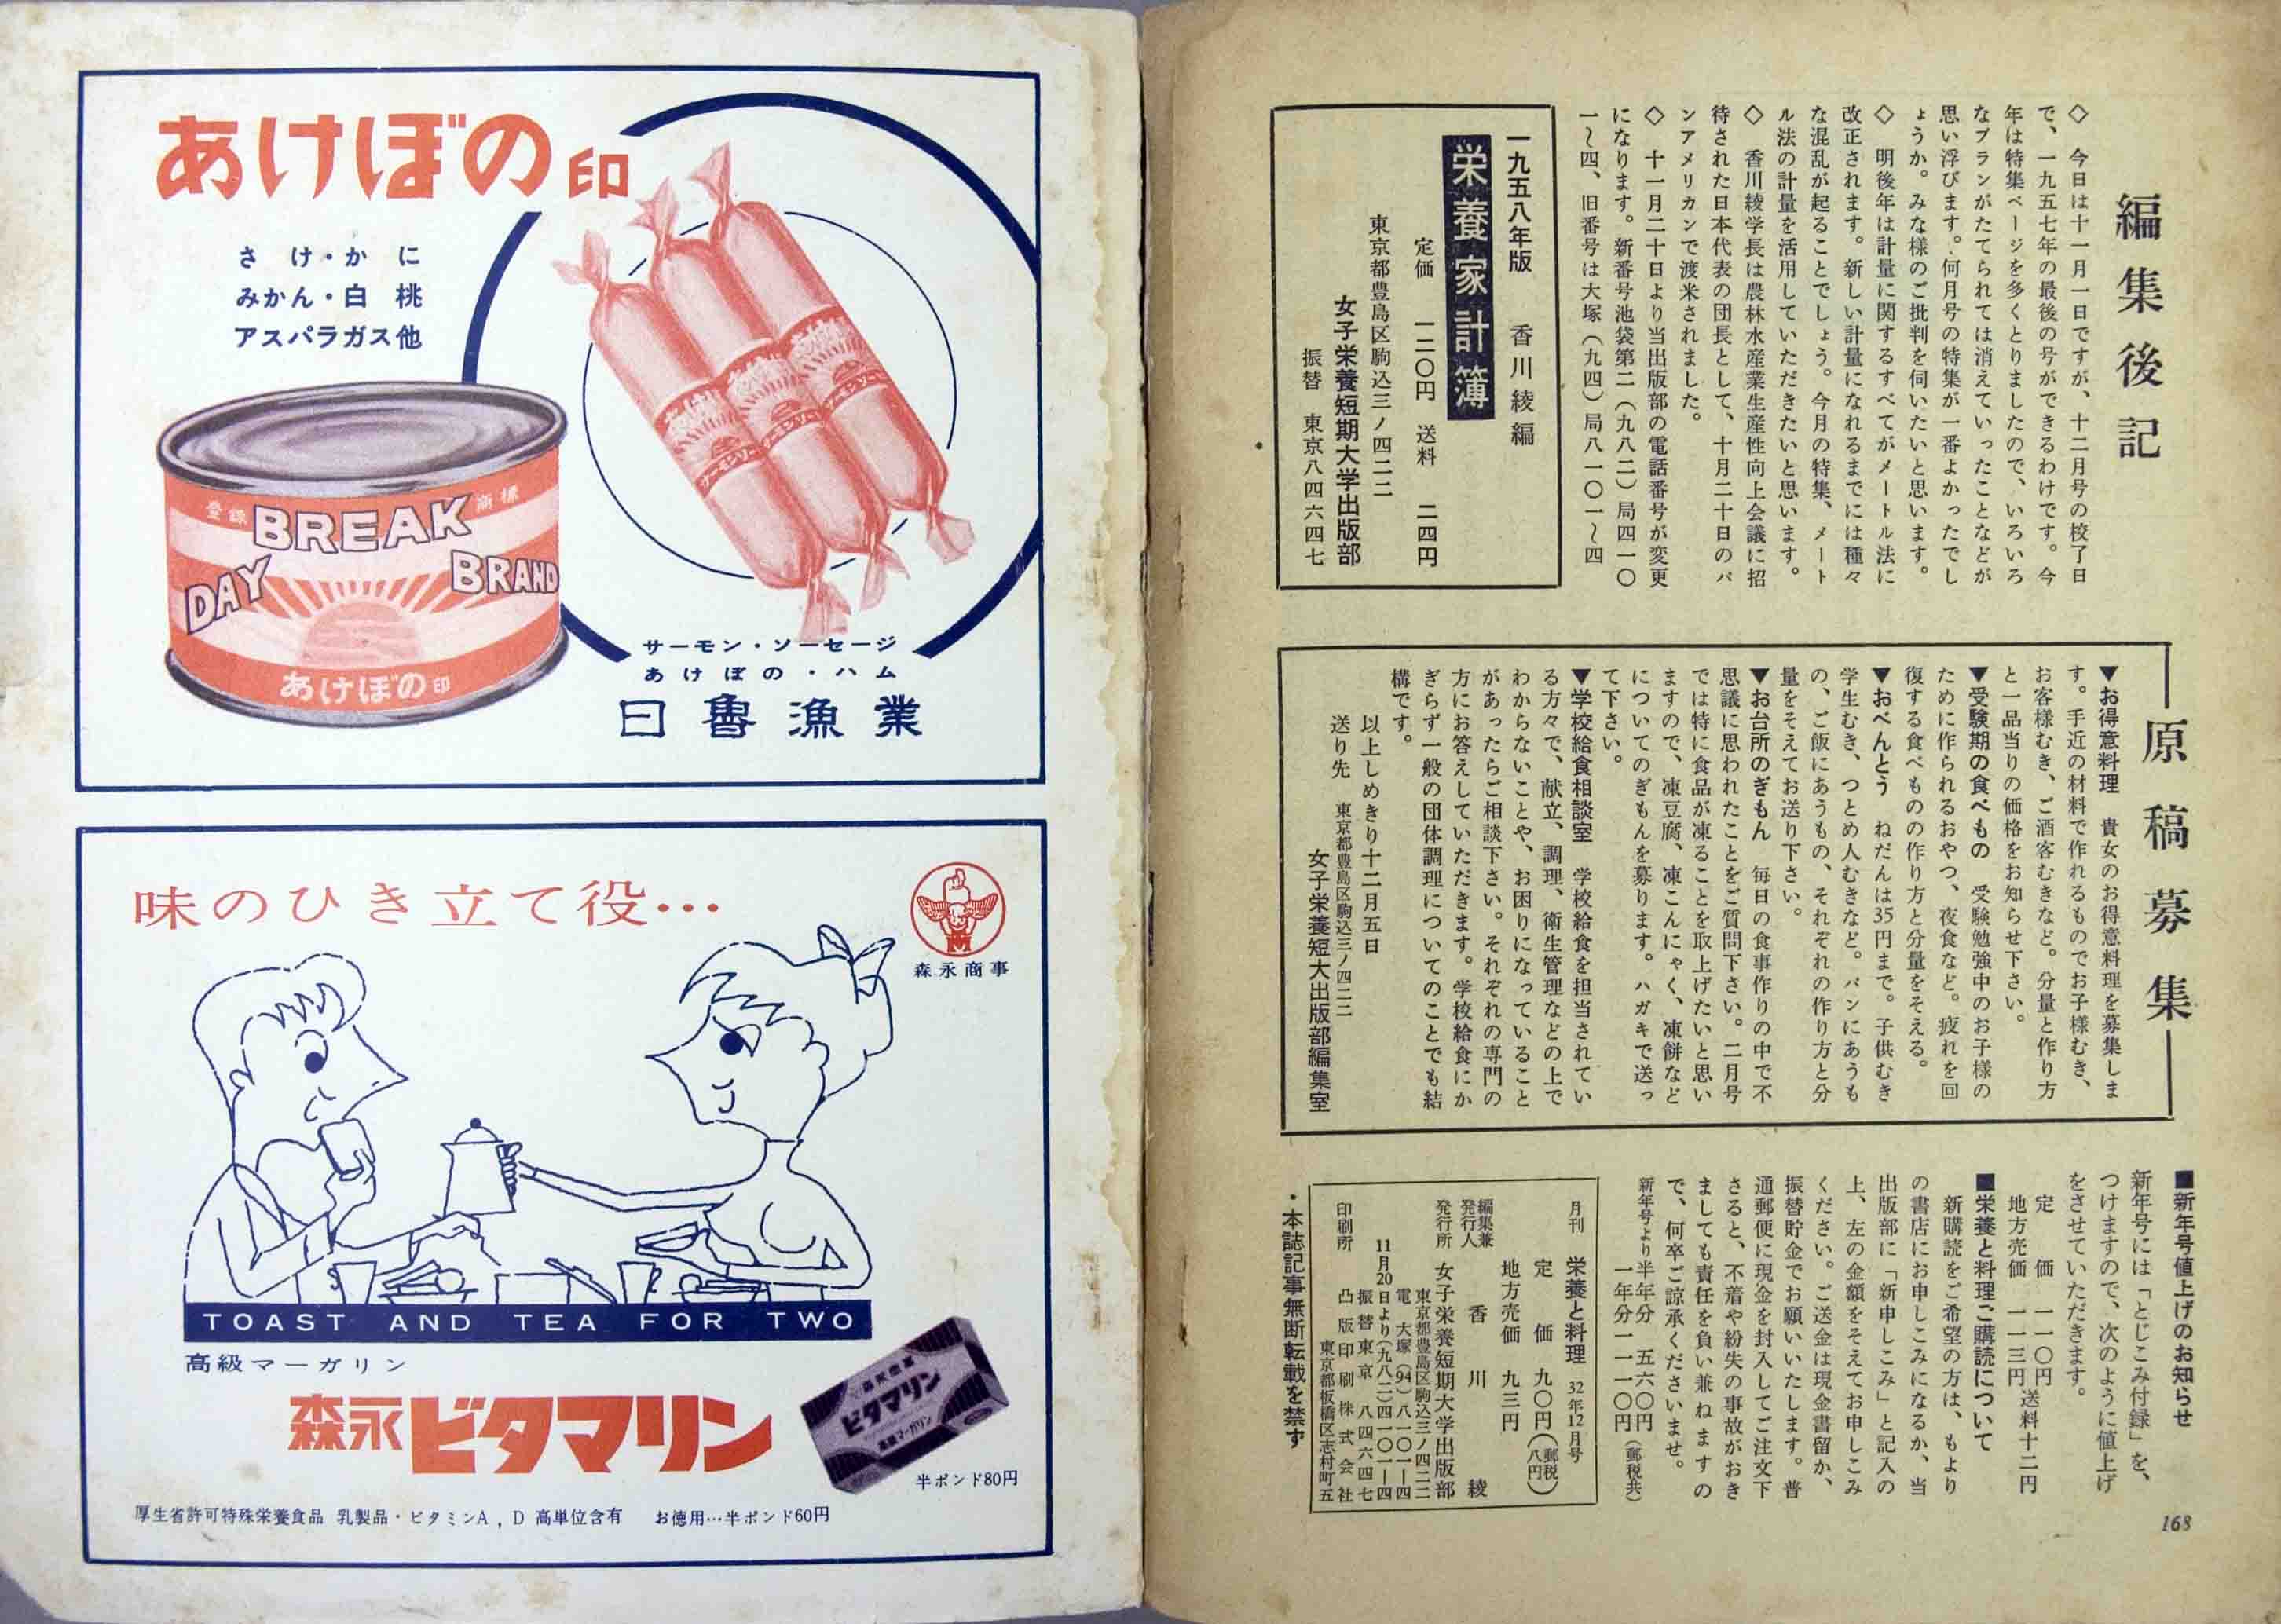 編集後記
◇　今日は十一月一日ですが、十二月号の校了日
で、一九五七年の最後の号ができるわけです。今
年は特集ページを多くとりましたので、いろいろ
なプランがたてられては消えていったことなどが
思い浮びます。何月号の特集が一番よかったでし
ょうか。みな様のご批判を伺いたいと思います。
◇　明後年は計量に関するすべてがメートル法に
改正されます。新しい計量になれるまでには種々
な混乱が起ることでしょう。今月の特集、メート
ル法の計量を活用していただきたいと思います。
◇　香川綾学長は農林水産業生産性向上会議に招
待された日本代表の団長として、十月二十日のパ
ンアメリカンで渡米されました。
◇　十一月二十日より当出版部の電話番号が変更
になります。新番号池袋第二（九八二）局四一〇
一〜四、旧番号は大塚（九四）局八一〇一〜四
一九五八年版　香川綾編
栄養家計簿
定価　一二〇円　送料　二四円
東京都豊島区駒込三ノ四二二
女子栄養短期大学出版部
振替　東京八四六四七
原稿募集
▼お得意料理　貴女のお得意料理を募集しま
す。手近の材料で作れるものでお子様むき、
お客様むき、ご酒客むきなど。分量と作り方
と一品当りの価格をお知らせ下さい。
▼受験期の食べもの　受験勉強中のお子様の
ために作られるおやつ、夜食など。疲れを回
復する食べものの作り方と分量をそえる。
▼おべんとう　ねだんは35円まで。子供むき
学生むき、つとめ人むきなど。パンにあうも
の、ご飯にあうもの、それぞれの作り方と分
量をそえてお送り下さい。
▼お台所のぎもん　毎日の食事作りの中で不
思議に思われたことをご質問下さい。二月号
では特に食品が凍ることを取上げたいと思い
ますので、凍豆腐、凍こんにゃく、凍餅など
についてのぎもんを募ります。ハガキで送っ
て下さい。
▼学校給食相談室　学校給食を担当されてい
る方々で、献立、調理、衛生管理などの上で
わからないことや、お困りになっていること
があったらご相談下さい。それぞれの専門の
方にお答えしていただきます。学校給食にか
ぎらず一般の団体調理についてのことでも結
構です。
以上しめきり十二月五日
送り先　東京都豊島区駒込三ノ四二二
女子栄養短大出版部編集室
■新年号値上げのお知らせ
新年号には「とじこみ付録」を、
つけますので、次のように値上げ
をさせていただきます。
定　価　一一〇円
地方売価　一一三円　送料十二円
■栄養と料理ご購読について
新購読をご希望の方は、もより
の書店にお申しこみになるか、当
出版部に「新申しこみ」と記入の
上、左の金額をそえてお申しこみ
ください。ご送金は現金書留か、
振替貯金でお願いいたします。普
通郵便に現金を封入してご注文下
さると、不着や紛失の事故がおき
ましても責任を負い兼ねますの
で、何卒ご諒承くださいませ。
新年号より半年分　五六〇円
一年分一一一〇円（郵税共）
月刊　栄養と料理　32年12月号
定　価　九〇円（郵税八円）
地方売価　九三円
編集兼発行人　香川綾
発行所　女子栄養短期大学出版部
東京都豊島区駒込三ノ四二二
電　大塚（94）八一〇一―四
11月20日より（九八二）四一〇一―四
振替東京　八四六四七
印刷所　凸版印刷株式会社
東京都板橋区志村町五
・本誌記事無断転載を禁ず
168
あけぼの印
さけ・かに
みかん・白桃
アスパラガス他
登録 商標
DAY BREAK BRAND
あけぼの印
あけぼの
サーモンソーセージ
サーモン・ソーセージ
あけぼの・ハム
日魯漁業
味のひき立て役…
M
森永商事
TOAST AND TEA FOR TWO
高級マーガリン
森永ビタマリン
森永商事
ビタマリン
高級マーガリン
半ポンド80円
厚生省許可特殊栄養食品　乳製品・ビタミンA，D 高単位含有　お徳用…半ポンド60円